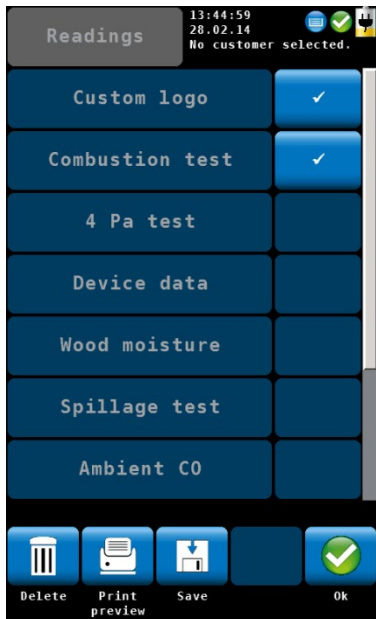 Readings
13:44:59
28.02.14
No customer selected.
Custom logo
Combustion test
4 Pa test
Device data
Wood moisture
Spillage test
Ambient CO
Delete
Print preview
Save
Ok